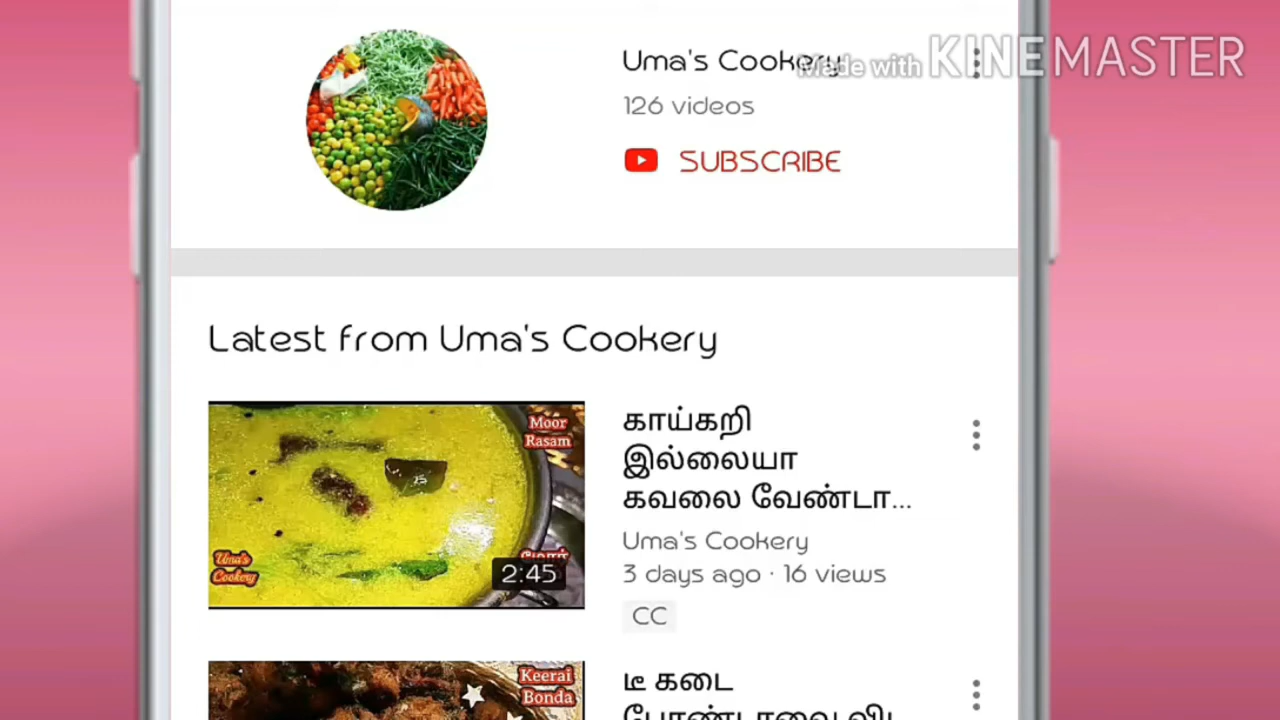 Uma's Cookery
Made with KINEMASTER
126 videos
SUBSCRIBE
Latest from Uma's Cookery
Moor
Rasam
Uma's
Cookery
2:45
காய்கறி
இல்லையா
கவலை வேண்டா...
Uma's Cookery
3 days ago · 16 views
CC
Keerai
Bonda
டீ கடை